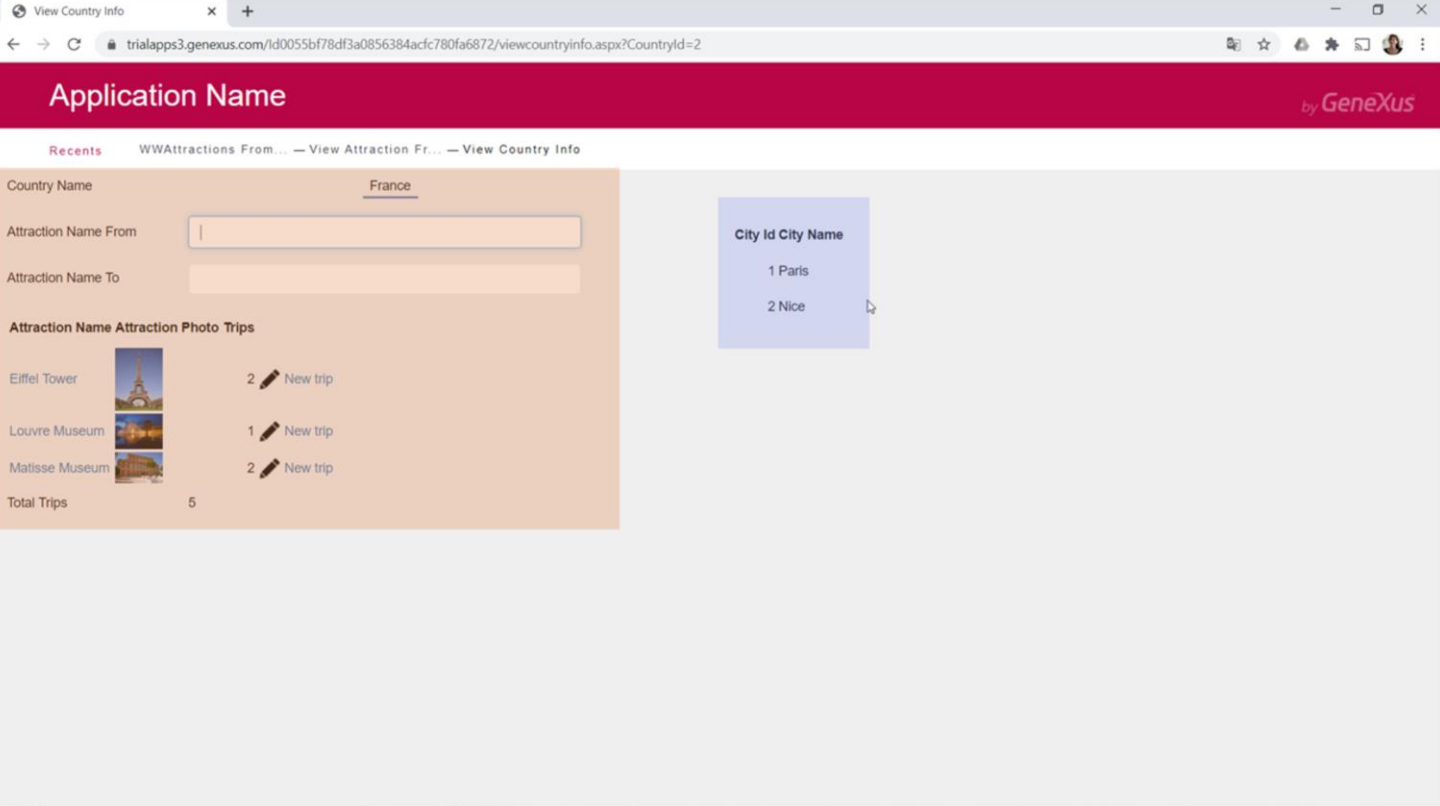 View Country Info
trialapps3.genexus.com/Id0055bf78df3a0856384acfc780fa6872/viewcountryinfo.aspx?CountryId=2
Application Name
by GeneXus
Recents WWAttractions From... — View Attraction Fr... — View Country Info
Country Name France
Attraction Name From
Attraction Name To
Attraction Name Attraction Photo Trips
Eiffel Tower 2 New trip
Louvre Museum 1 New trip
Matisse Museum 2 New trip
Total Trips 5
City Id City Name
1 Paris
2 Nice